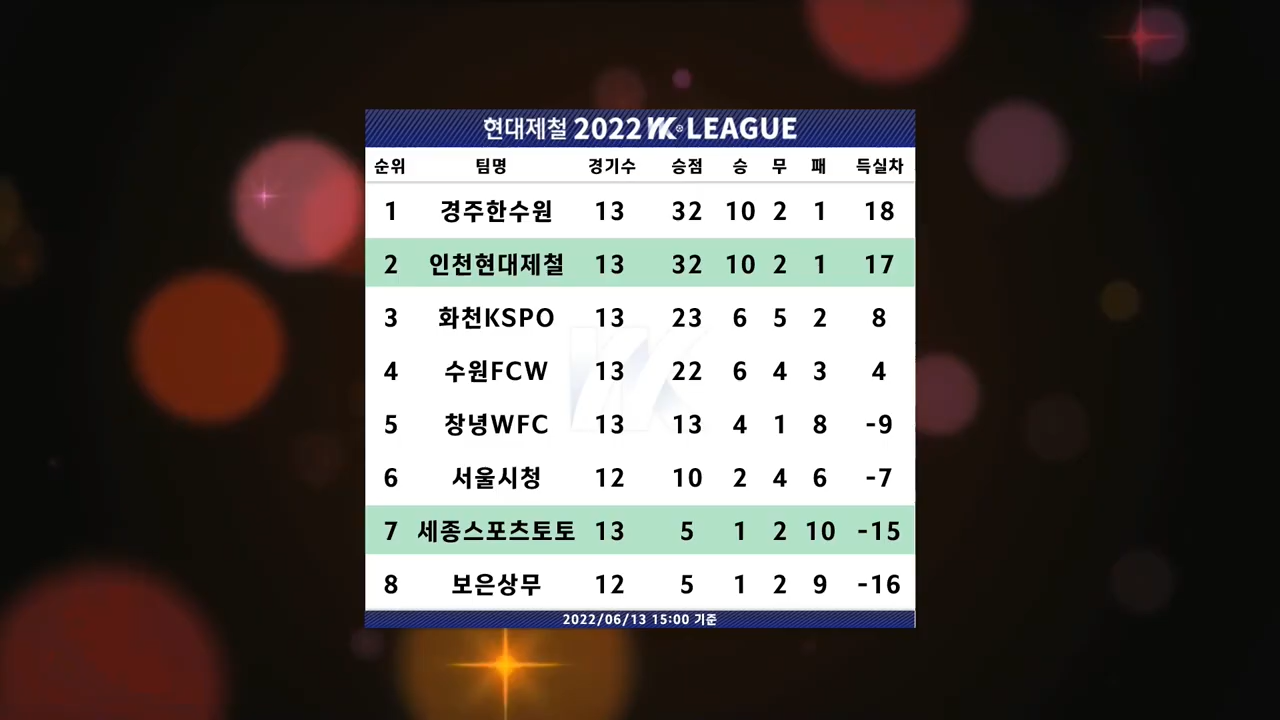 현대제철 2022 WK LEAGUE
순위 팀명 경기수 승점 승 무 패 득실차
1 경주한수원 13 32 10 2 1 18
2 인천현대제철 13 32 10 2 1 17
3 화천KSPO 13 23 6 5 2 8
4 수원FCW 13 22 6 4 3 4
5 창녕WFC 13 13 4 1 8 -9
6 서울시청 12 10 2 4 6 -7
7 세종스포츠토토 13 5 1 2 10 -15
8 보은상무 12 5 1 2 9 -16
2022/06/13 15:00 기준